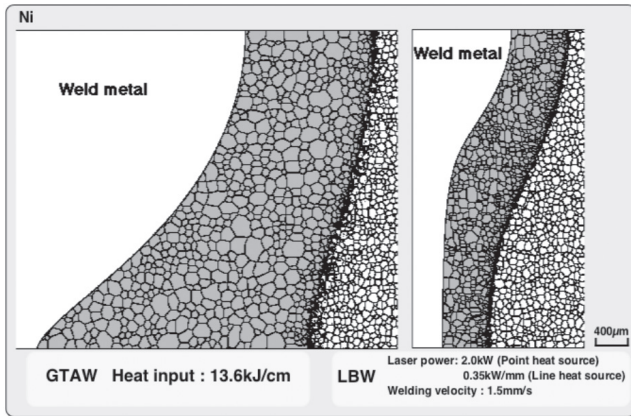 Ni
Weld metal
Weld metal
400μm
GTAW Heat input : 13.6kJ/cm
LBW
Laser power: 2.0kW (Point heat source)
0.35kW/mm (Line heat source)
Welding velocity : 1.5mm/s